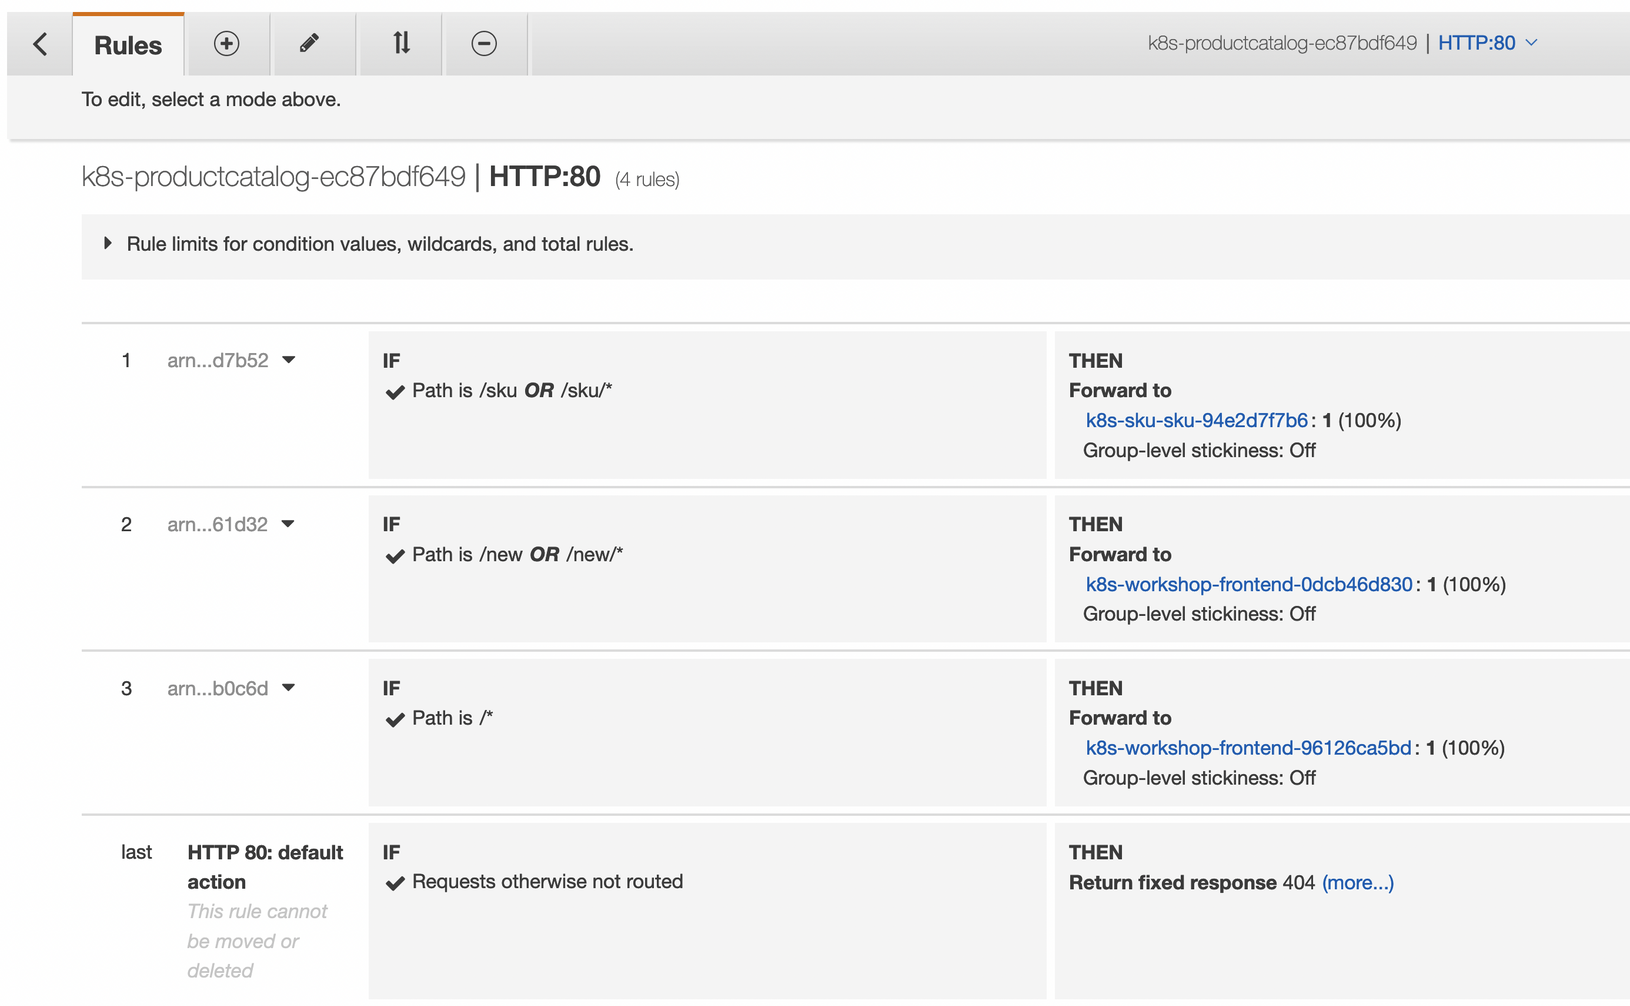 Rules
k8s-productcatalog-ec87bdf649 | HTTP:80
To edit, select a mode above.
k8s-productcatalog-ec87bdf649 | HTTP:80 (4 rules)
Rule limits for condition values, wildcards, and total rules.
1 arn...d7b52
IF
Path is /sku OR /sku/*
THEN
Forward to
k8s-sku-sku-94e2d7f7b6: 1 (100%)
Group-level stickiness: Off
2 arn...61d32
IF
Path is /new OR /new/*
THEN
Forward to
k8s-workshop-frontend-0dcb46d830: 1 (100%)
Group-level stickiness: Off
3 arn...b0c6d
IF
Path is /*
THEN
Forward to
k8s-workshop-frontend-96126ca5bd: 1 (100%)
Group-level stickiness: Off
last HTTP 80: default
action
This rule cannot
be moved or
deleted
IF
Requests otherwise not routed
THEN
Return fixed response 404 (more...)